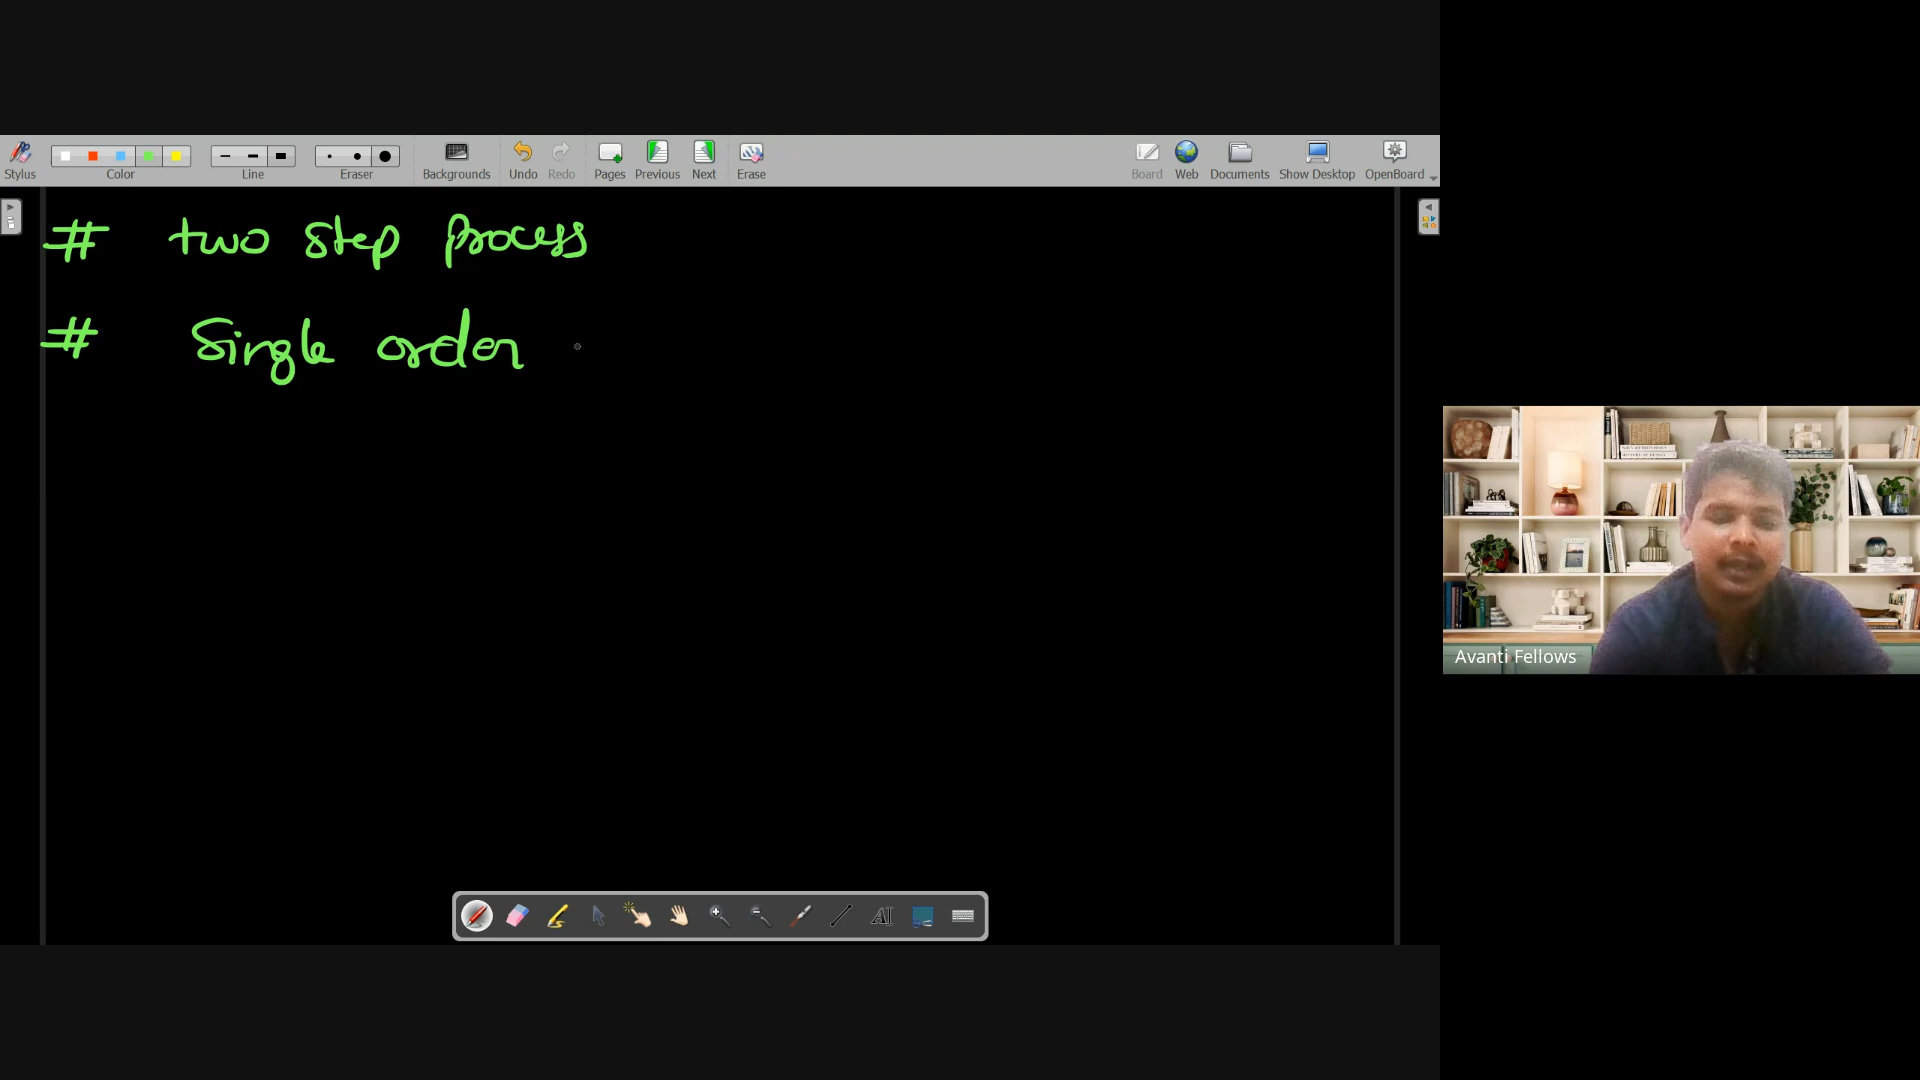 Stylus Color Line Eraser Backgrounds Undo Redo Pages Previous Next Erase Board Web Documents Show Desktop OpenBoard
# two step process
# Single order
Avanti Fellows